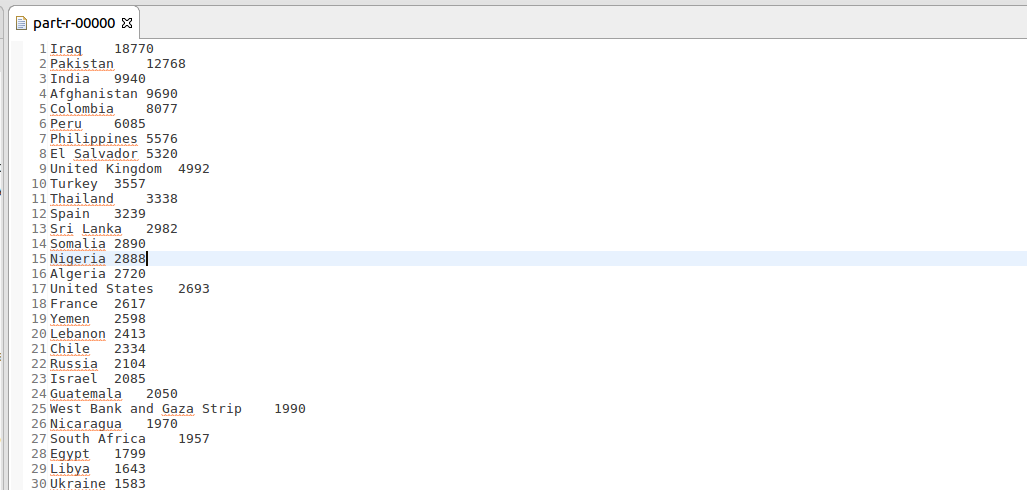 part-r-00000
1 Iraq 18770
2 Pakistan 12768
3 India 9940
4 Afghanistan 9690
5 Colombia 8077
6 Peru 6085
7 Philippines 5576
8 El Salvador 5320
9 United Kingdom 4992
10 Turkey 3557
11 Thailand 3338
12 Spain 3239
13 Sri Lanka 2982
14 Somalia 2890
15 Nigeria 2888
16 Algeria 2720
17 United States 2693
18 France 2617
19 Yemen 2598
20 Lebanon 2413
21 Chile 2334
22 Russia 2104
23 Israel 2085
24 Guatemala 2050
25 West Bank and Gaza Strip 1990
26 Nicaragua 1970
27 South Africa 1957
28 Egypt 1799
29 Libya 1643
30 Ukraine 1583